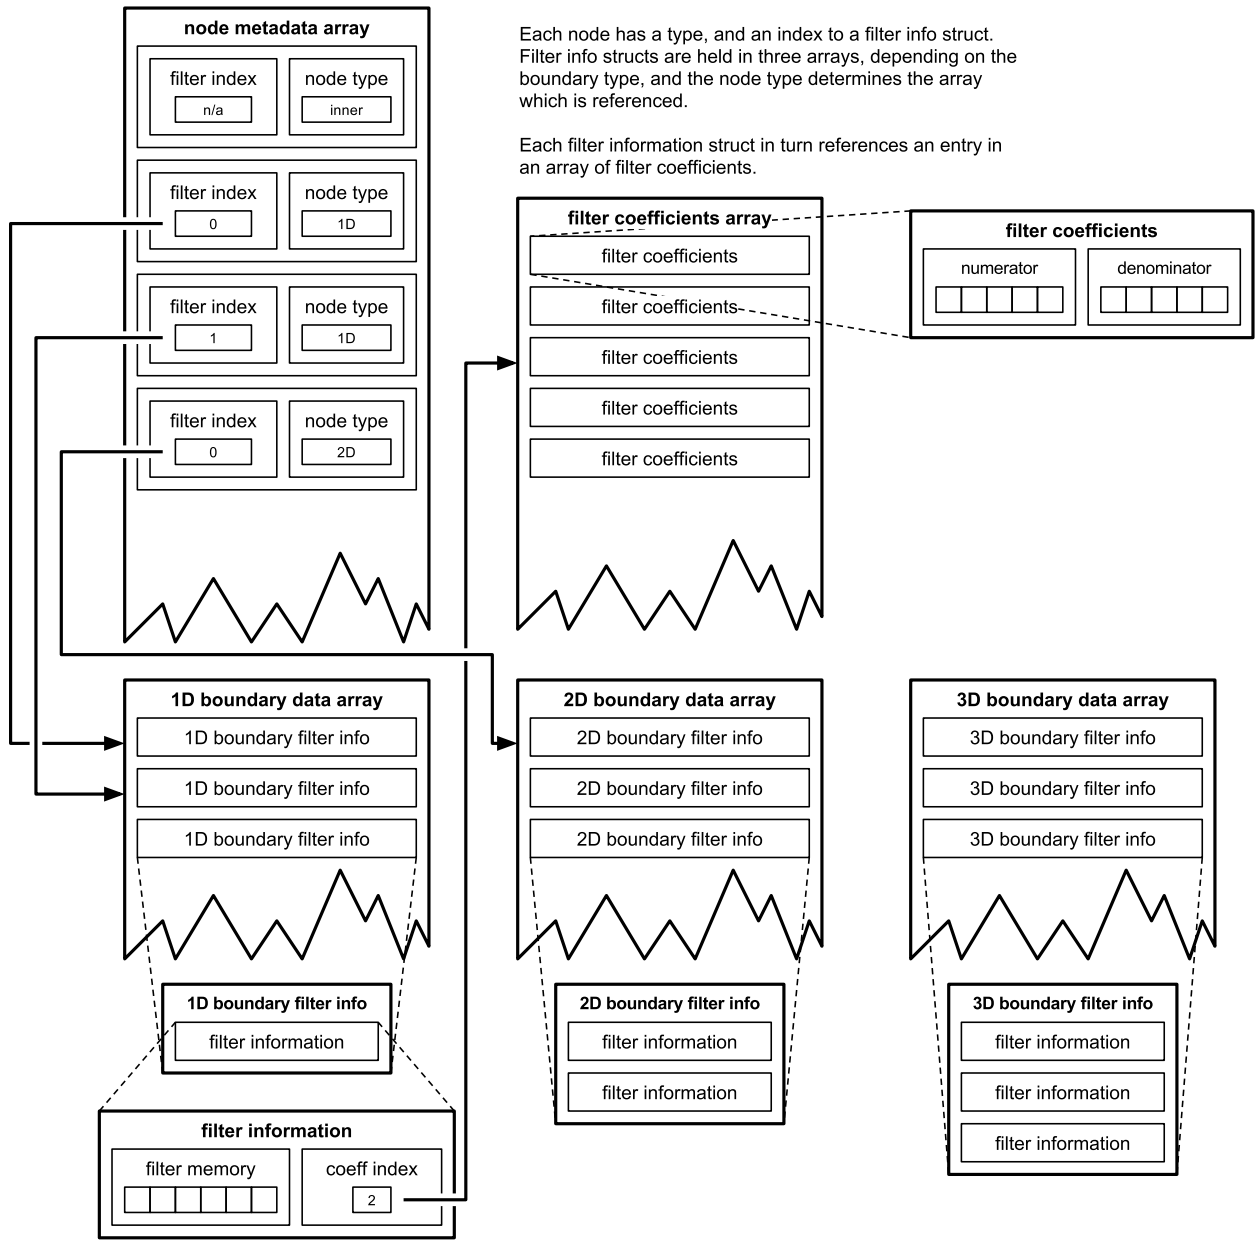 node metadata array
filter index
node type
n/a
inner
filter index
node type
0
1D
filter index
node type
1
1D
filter index
node type
0
2D
Each node has a type, and an index to a filter info struct.
Filter info structs are held in three arrays, depending on the
boundary type, and the node type determines the array
which is referenced.
Each filter information struct in turn references an entry in
an array of filter coefficients.
filter coefficients array
filter coefficients
filter coefficients
filter coefficients
filter coefficients
filter coefficients
filter coefficients
numerator
denominator
1D boundary data array
1D boundary filter info
1D boundary filter info
1D boundary filter info
2D boundary data array
2D boundary filter info
2D boundary filter info
2D boundary filter info
3D boundary data array
3D boundary filter info
3D boundary filter info
3D boundary filter info
1D boundary filter info
filter information
2D boundary filter info
filter information
filter information
3D boundary filter info
filter information
filter information
filter information
filter information
filter memory
coeff index
2